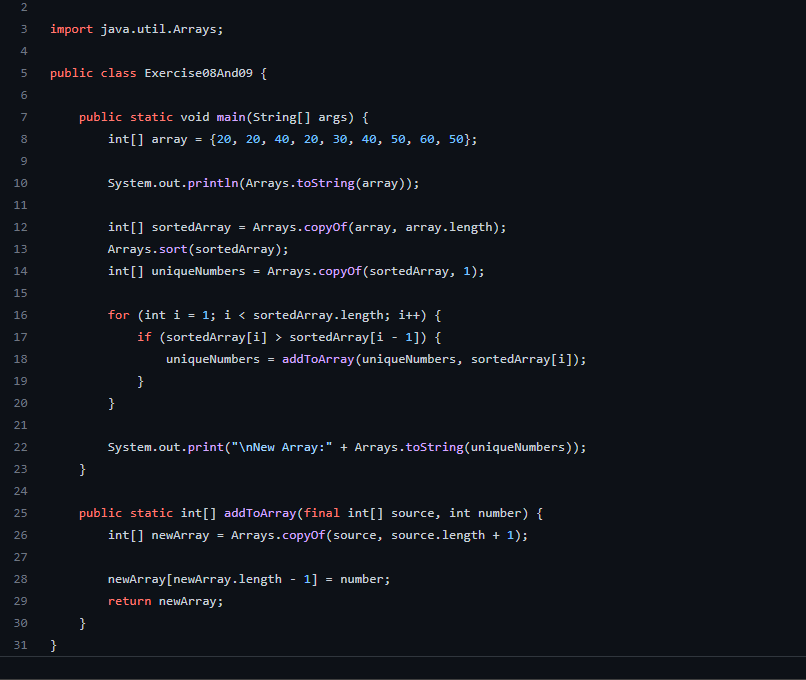 2
3 import java.util.Arrays;
4
5 public class Exercise08And09 {
6
7     public static void main(String[] args) {
8         int[] array = {20, 20, 40, 20, 30, 40, 50, 60, 50};
9
10         System.out.println(Arrays.toString(array));
11
12         int[] sortedArray = Arrays.copyOf(array, array.length);
13         Arrays.sort(sortedArray);
14         int[] uniqueNumbers = Arrays.copyOf(sortedArray, 1);
15
16         for (int i = 1; i < sortedArray.length; i++) {
17             if (sortedArray[i] > sortedArray[i - 1]) {
18                 uniqueNumbers = addToArray(uniqueNumbers, sortedArray[i]);
19             }
20         }
21
22         System.out.print("\nNew Array:" + Arrays.toString(uniqueNumbers));
23     }
24
25     public static int[] addToArray(final int[] source, int number) {
26         int[] newArray = Arrays.copyOf(source, source.length + 1);
27
28         newArray[newArray.length - 1] = number;
29         return newArray;
30     }
31 }